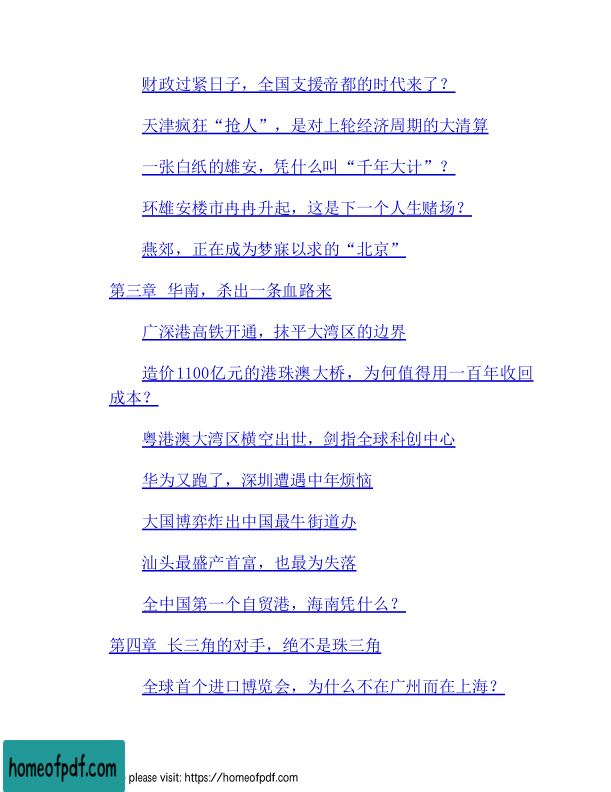 财政过紧日子，全国支援帝都的时代来了？
天津疯狂“抢人”，是对上轮经济周期的大清算
一张白纸的雄安，凭什么叫“千年大计”？
环雄安楼市冉冉升起，这是下一个人生赌场？
燕郊，正在成为梦寐以求的“北京”
第三章 华南，杀出一条血路来
广深港高铁开通，抹平大湾区的边界
造价1100亿元的港珠澳大桥，为何值得用一百年收回
成本？
粤港澳大湾区横空出世，剑指全球科创中心
华为又跑了，深圳遭遇中年烦恼
大国博弈炸出中国最牛街道办
汕头最盛产首富，也最为失落
全中国第一个自贸港，海南凭什么？
第四章 长三角的对手，绝不是珠三角
全球首个进口博览会，为什么不在广州而在上海？
homeofpdf.com
please visit: https://homeofpdf.com